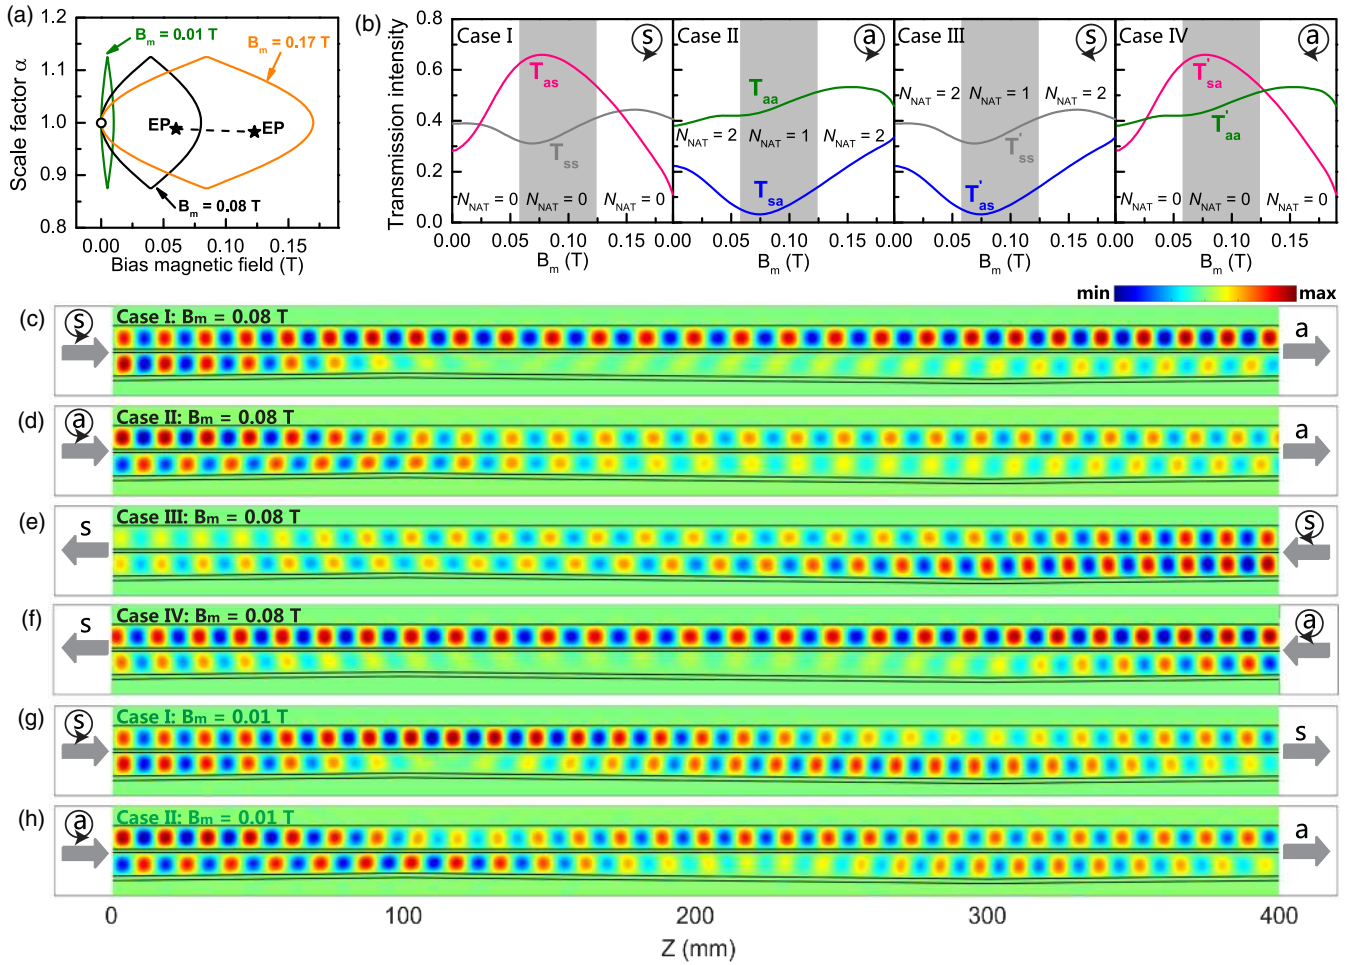 (a)
1.2
1.1
1.0
0.9
0.8
Scale factor α
B_m = 0.01 T
B_m = 0.17 T
EP
EP
B_m = 0.08 T
0.00 0.05 0.10 0.15
Bias magnetic field (T)
(b)
0.8
0.6
0.4
0.2
0.0
Transmission intensity
Case I
s
T_as
T_ss
N_NAT = 0 N_NAT = 0 N_NAT = 0
0.00 0.05 0.10 0.15
B_m (T)
Case II
a
T_aa
N_NAT = 2 N_NAT = 1 N_NAT = 2
T_sa
0.00 0.05 0.10 0.15
B_m (T)
Case III
s
N_NAT = 2 N_NAT = 1 N_NAT = 2
T'_ss
T'_as
0.00 0.05 0.10 0.15
B_m (T)
Case IV
a
T'_sa
T'_aa
N_NAT = 0 N_NAT = 0 N_NAT = 0
0.00 0.05 0.10 0.15
B_m (T)
min max
(c)
s
Case I: Bm = 0.08 T
a
(d)
a
Case II: Bm = 0.08 T
a
(e)
s
Case III: Bm = 0.08 T
s
(f)
s
Case IV: Bm = 0.08 T
a
(g)
s
Case I: Bm = 0.01 T
s
(h)
a
Case II: Bm = 0.01 T
a
0 100 200 300 400
Z (mm)